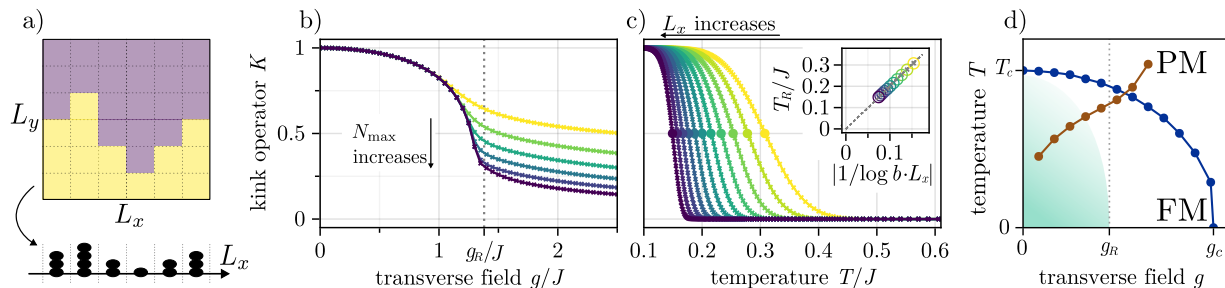 a)
L_y
L_x
L_x
b)
kink operator K
1
0.5
0
N_max
increases
0
1
g_R/J
2
transverse field g/J
c)
L_x increases
T_R/J
0.3
0.2
0.1
0
0
0.1
|1/log b·L_x|
0.1
0.2
0.3
0.4
0.5
0.6
temperature T/J
d)
temperature T
T_c
0
PM
FM
0
g_R
g_c
transverse field g